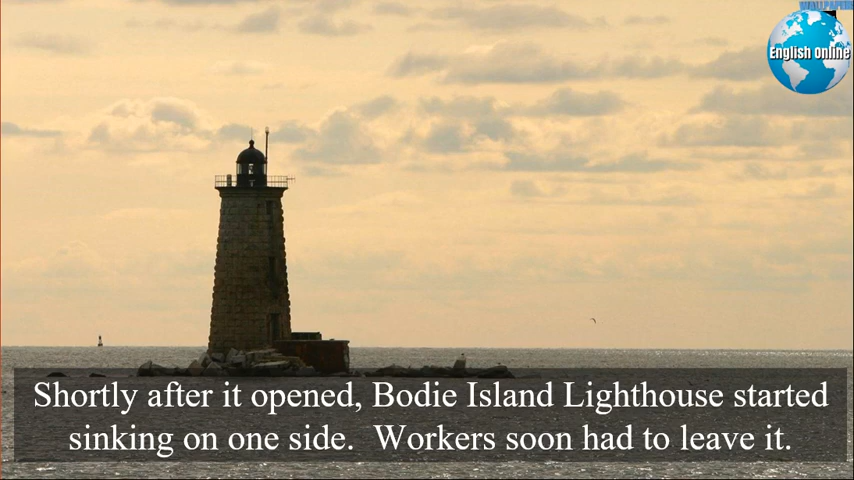 WALLPAPERS
English online
Shortly after it opened, Bodie Island Lighthouse started
sinking on one side.  Workers soon had to leave it.